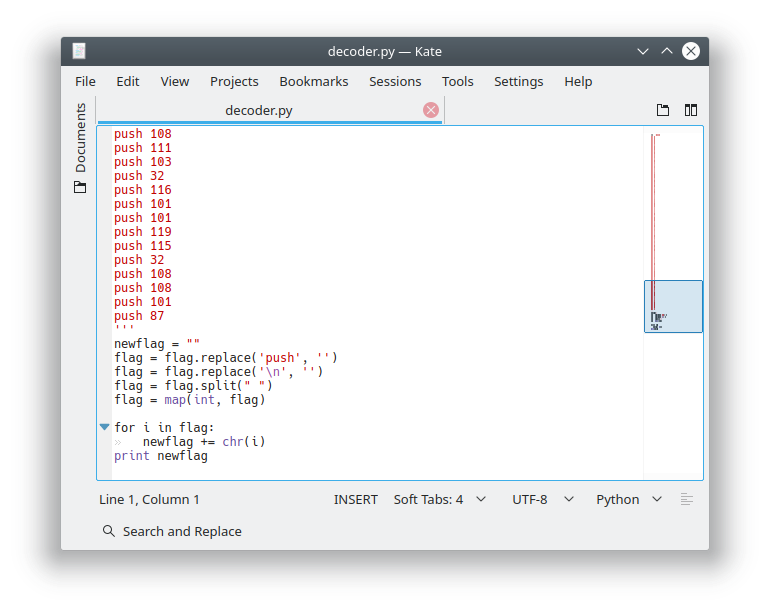 decoder.py — Kate
File Edit View Projects Bookmarks Sessions Tools Settings Help
Documents
decoder.py
push 108
push 111
push 103
push 32
push 116
push 101
push 101
push 119
push 115
push 32
push 108
push 108
push 101
push 87
'''
newflag = ""
flag = flag.replace('push', '')
flag = flag.replace('\n', '')
flag = flag.split(" ")
flag = map(int, flag)
for i in flag:
»   newflag += chr(i)
print newflag
Line 1, Column 1 INSERT Soft Tabs: 4 UTF-8 Python
Search and Replace